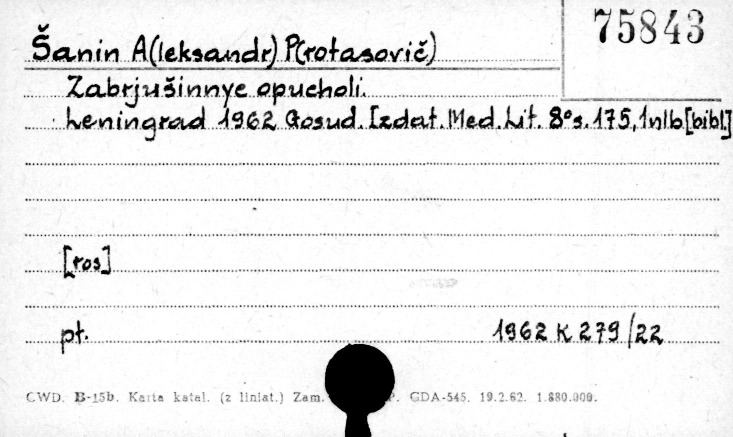 75843
Šanin A(leksandr) P(rotasovič)
Zabrjušinnye opucholi.
Leningrad 1962 Gosud. Izdat. Med. Lit. 8° s. 175, 1nlb [bibl.]
[ros]
pt. 1962 K 279/22
CWD. B-15b. Karta katal. (z liniat.) Zam. P. GDA-545. 19.2.62. 1.880.000.